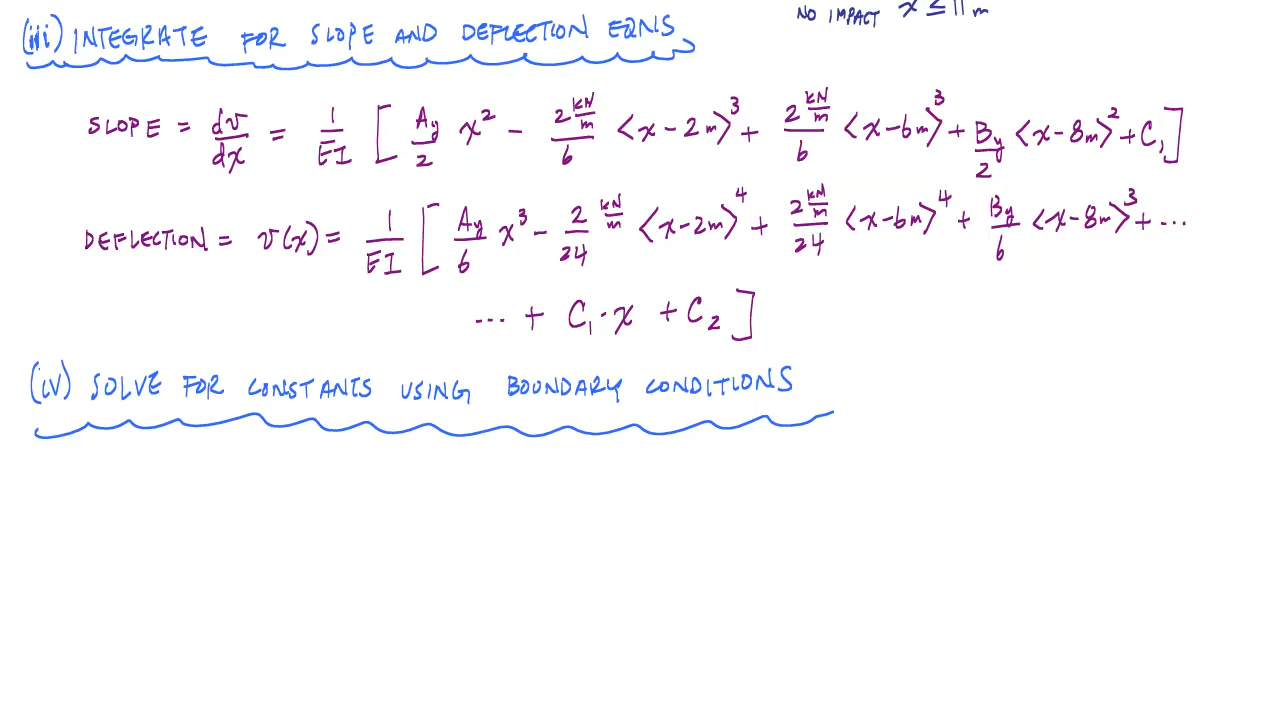 NO IMPACT x ≤ 11 m
(iii) INTEGRATE FOR SLOPE AND DEFLECTION EQNS
SLOPE = dv/dx = 1/EI [ Ay/2 x² − 2 kN/m /6 ⟨x − 2m⟩³ + 2 kN/m /6 ⟨x − 6m⟩³ + By/2 ⟨x − 8m⟩² + C₁ ]
DEFLECTION = v(x) = 1/EI [ Ay/6 x³ − 2/24 kN/m ⟨x − 2m⟩⁴ + 2 kN/m /24 ⟨x − 6m⟩⁴ + By/6 ⟨x − 8m⟩³ + ...
... + C₁ · x + C₂ ]
(iv) SOLVE FOR CONSTANTS USING BOUNDARY CONDITIONS